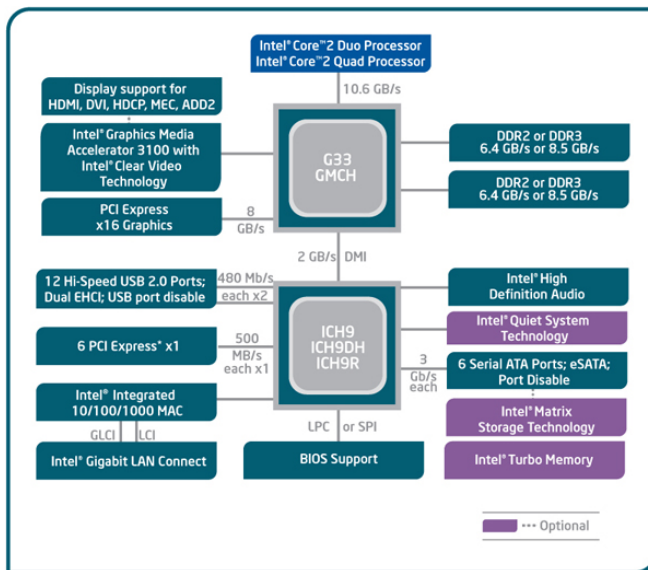 Intel® Core™2 Duo Processor
Intel® Core™2 Quad Processor
10.6 GB/s
Display support for
HDMI, DVI, HDCP, MEC, ADD2
Intel® Graphics Media
Accelerator 3100 with
Intel® Clear Video
Technology
PCI Express
x16 Graphics
8
GB/s
G33
GMCH
DDR2 or DDR3
6.4 GB/s or 8.5 GB/s
DDR2 or DDR3
6.4 GB/s or 8.5 GB/s
2 GB/s DMI
12 Hi-Speed USB 2.0 Ports;
Dual EHCI; USB port disable
480 Mb/s
each x2
6 PCI Express* x1
500
MB/s
each x1
Intel® Integrated
10/100/1000 MAC
GLCI LCI
Intel® Gigabit LAN Connect
ICH9
ICH9DH
ICH9R
LPC or SPI
BIOS Support
Intel® High
Definition Audio
Intel® Quiet System
Technology
3
Gb/s
each
6 Serial ATA Ports; eSATA;
Port Disable
Intel® Matrix
Storage Technology
Intel® Turbo Memory
Optional